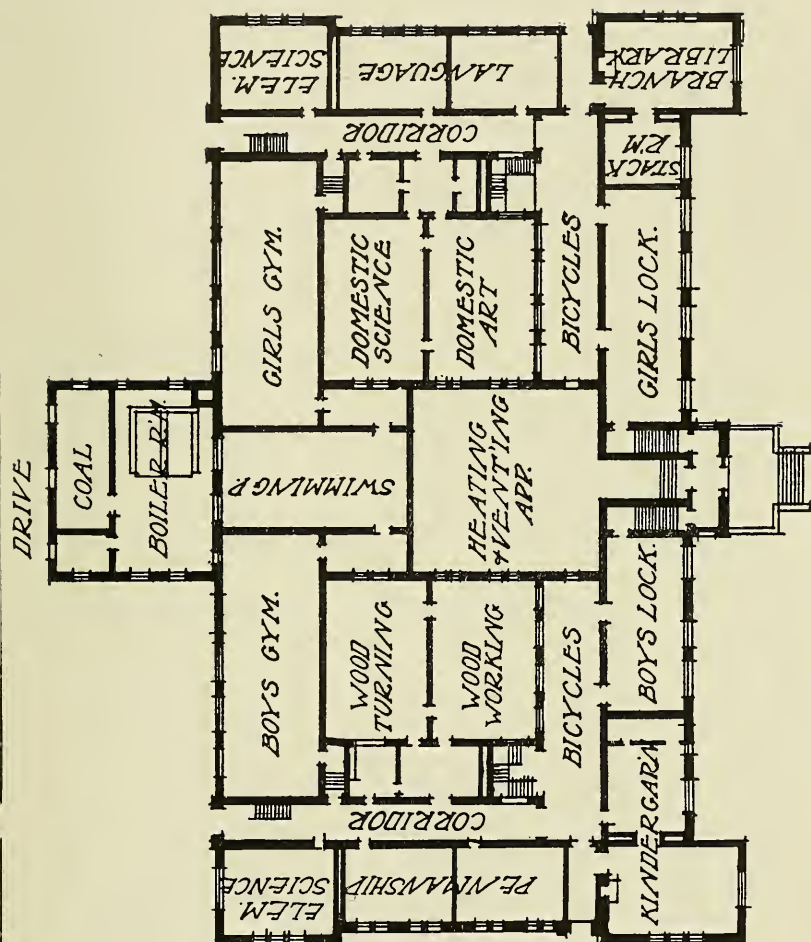 ELEM.
SCIENCE
LANGUAGE
BRANCH
LIBRARY
CORRIDOR
STACK
R'M
GIRLS GYM.
DOMESTIC
SCIENCE
DOMESTIC
ART
BICYCLES
GIRLS LOCK.
DRIVE
COAL
BOILER R'M.
SWIMMING P.
HEATING
& VENT'ING
APP.
BOYS GYM.
WOOD
TURNING
WOOD
WORKING
BICYCLES
BOYS LOCK.
CORRIDOR
KINDERGAR'N
ELEM.
SCIENCE
PENMANSHIP